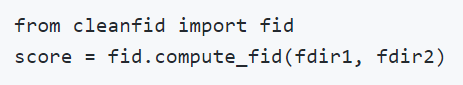 from cleanfid import fid
score = fid.compute_fid(fdir1, fdir2)